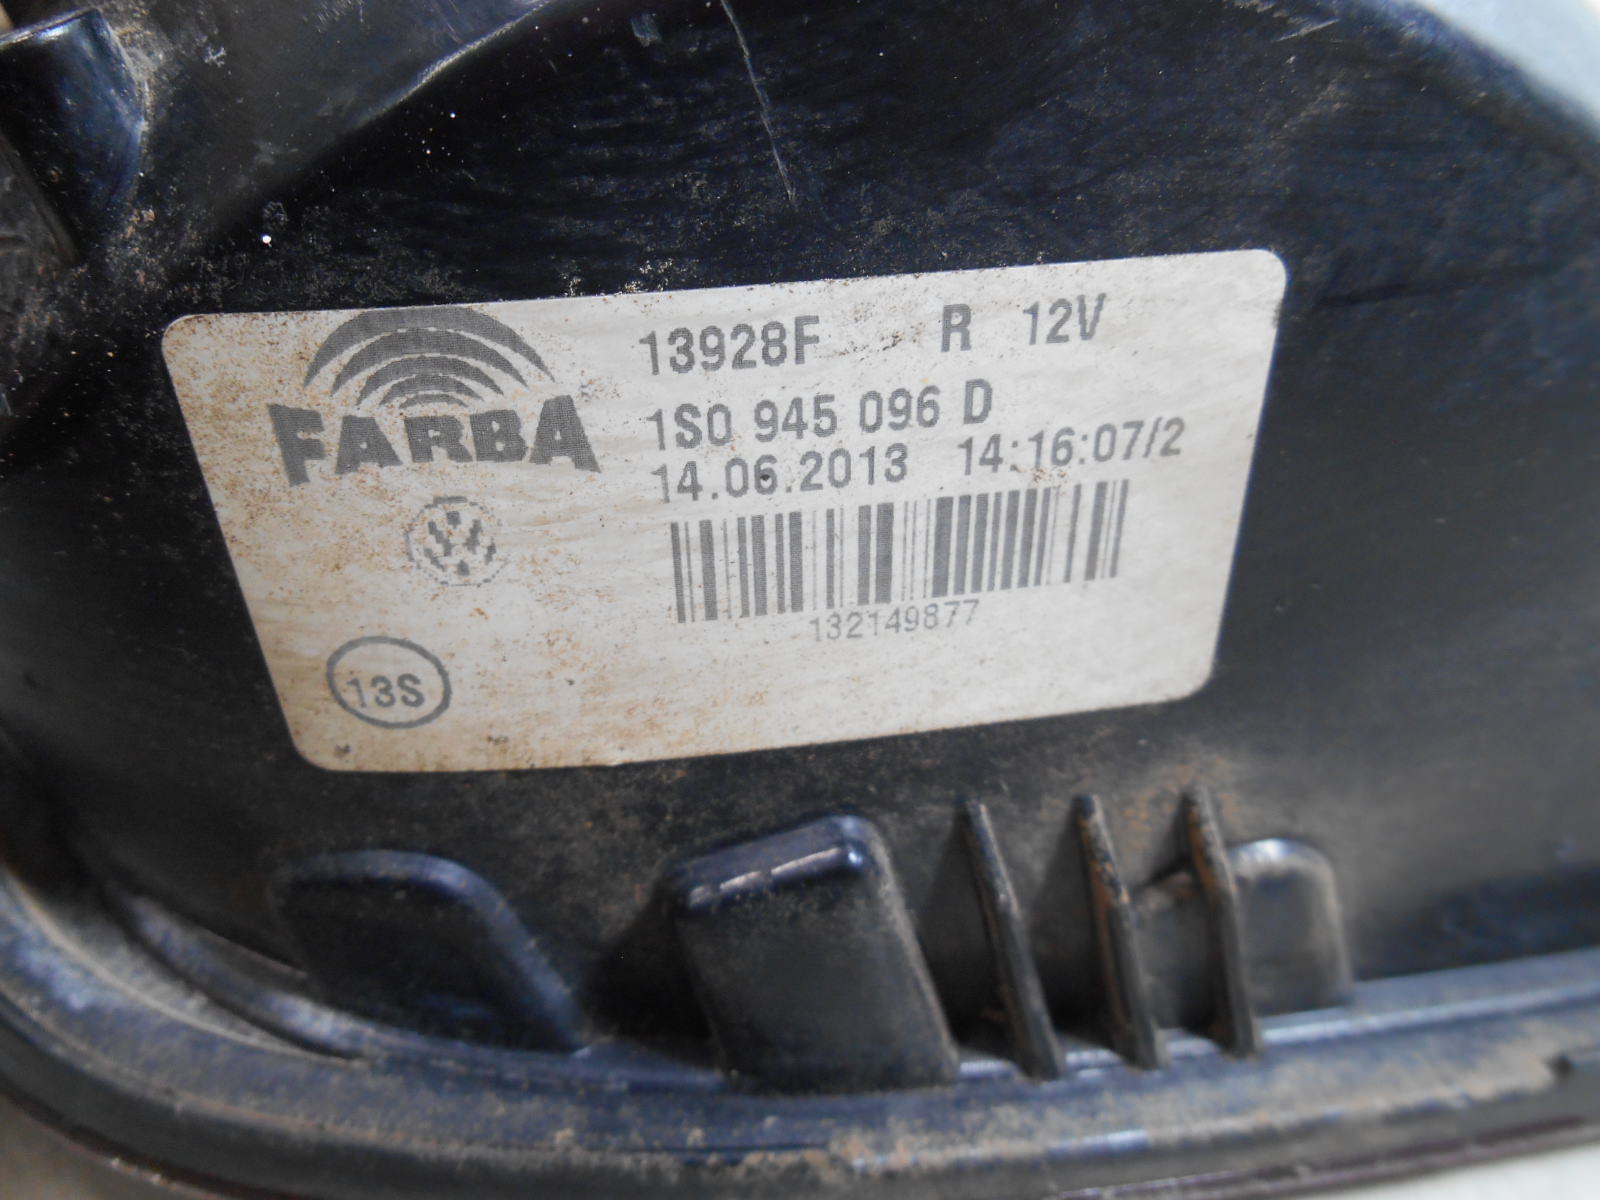 FARBA
13928F R 12V
1S0 945 096 D
14.06.2013 14:16:07/2
132149877
13S